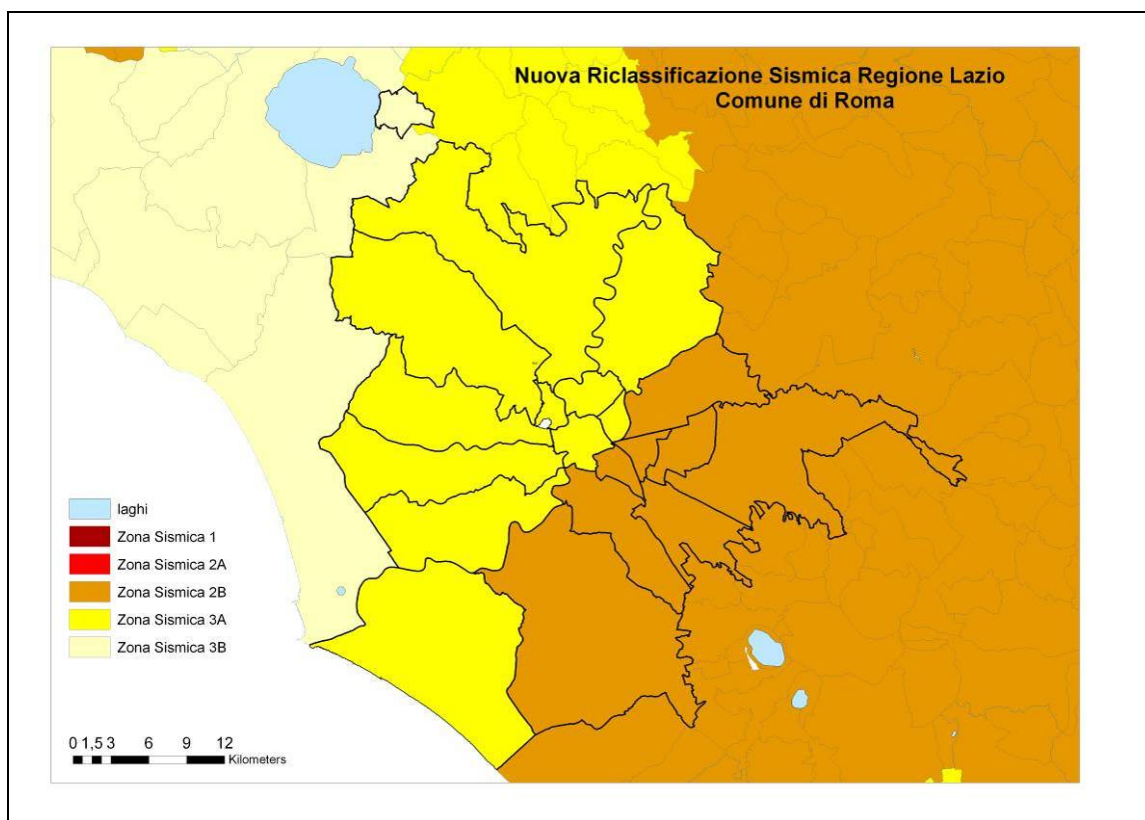 Nuova Riclassificazione Sismica Regione Lazio
Comune di Roma
laghi
Zona Sismica 1
Zona Sismica 2A
Zona Sismica 2B
Zona Sismica 3A
Zona Sismica 3B
0 1,5 3 6 9 12
Kilometers